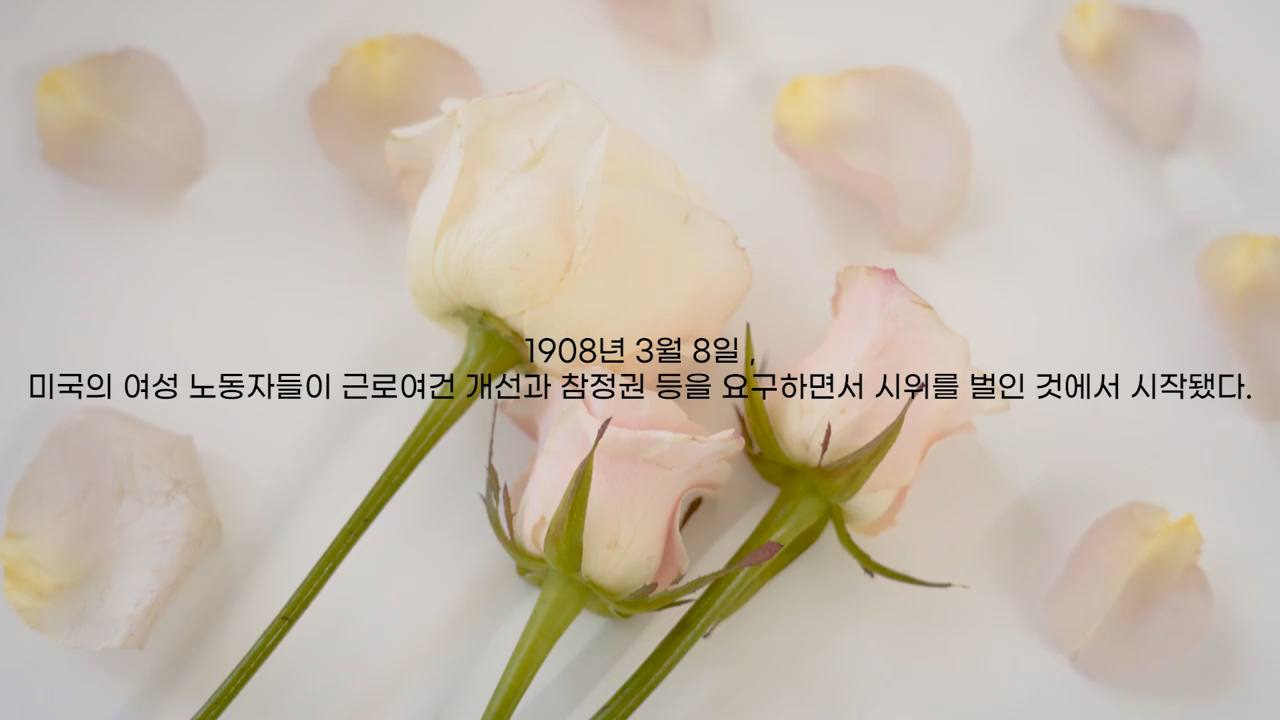 1908년 3월 8일 ,
미국의 여성 노동자들이 근로여건 개선과 참정권 등을 요구하면서 시위를 벌인 것에서 시작됐다.